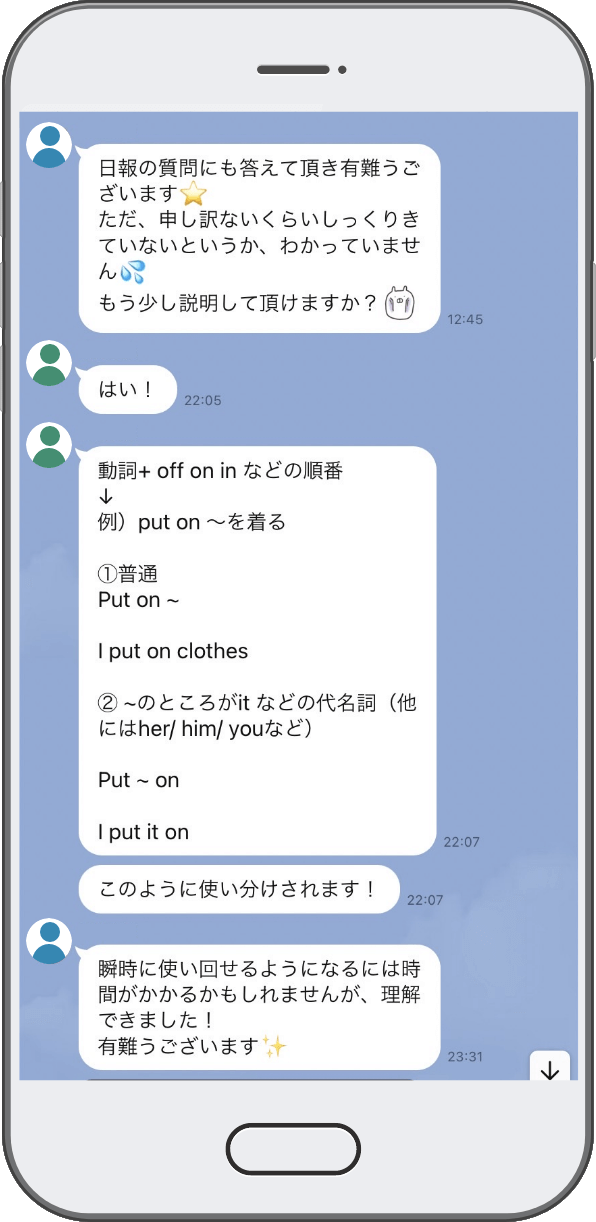 日報の質問にも答えて頂き有難うご
ざいます⭐
ただ、申し訳ないくらいしっくりき
ていないというか、わかっていませ
ん💦
もう少し説明して頂けますか？
12:45
はい！
22:05
動詞+ off on in などの順番
↓
例）put on 〜を着る
①普通
Put on ~
I put on clothes
② ~のところがit などの代名詞（他
にはher/ him/ youなど）
Put ~ on
I put it on
22:07
このように使い分けされます！
22:07
瞬時に使い回せるようになるには時
間がかかるかもしれませんが、理解
できました！
有難うございます✨
23:31